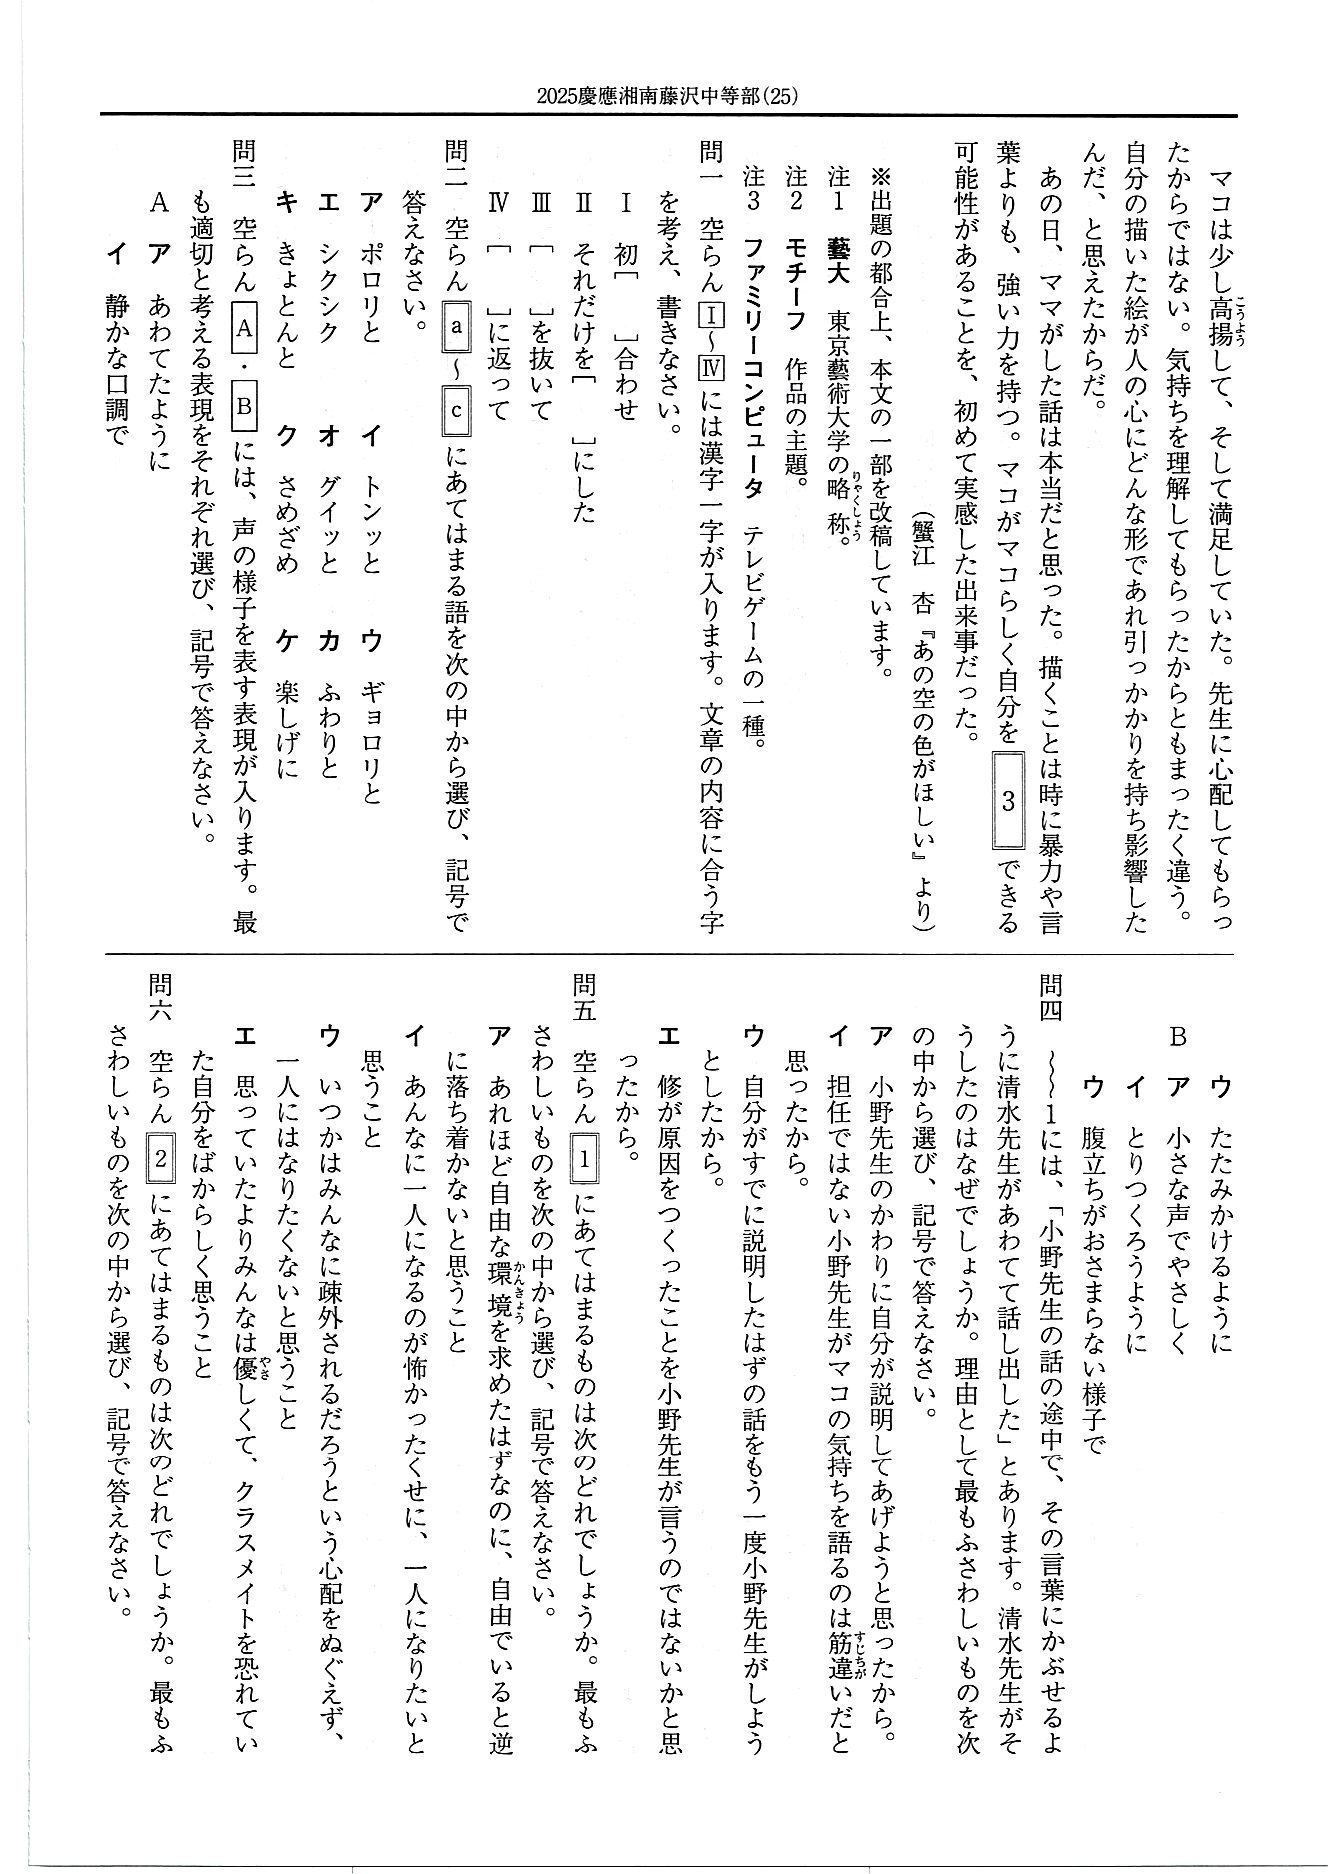 2025慶應湘南藤沢中等部(25)
マコは少し高揚して、そして満足していた。先生に心配してもらっ
たからではない。気持ちを理解してもらったからともまったく違う。
自分の描いた絵が人の心にどんな形であれ引っかかりを持ち影響した
んだ、と思えたからだ。
あの日、ママがした話は本当だと思った。描くことは時に暴力や言
葉よりも、強い力を持つ。マコがマコらしく自分を 3 できる
可能性があることを、初めて実感した出来事だった。
(蟹江 杏『あの空の色がほしい』より)
※出題の都合上、本文の一部を改稿しています。
注1 藝大 東京藝術大学の略称。
注2 モチーフ 作品の主題。
注3 ファミリーコンピュータ テレビゲームの一種。
問一 空らん Ⅰ ~ Ⅳ には漢字一字が入ります。文章の内容に合う字
を考え、書きなさい。
Ⅰ 初[ ]合わせ
Ⅱ それだけを[ ]にした
Ⅲ [ ]を抜いて
Ⅳ [ ]に返って
問二 空らん a ~ c にあてはまる語を次の中から選び、記号で
答えなさい。
ア ポロリと イ トンッと ウ ギョロリと
エ シクシク オ グイッと カ ふわりと
キ きょとんと ク さめざめ ケ 楽しげに
問三 空らん A ・ B には、声の様子を表す表現が入ります。最
も適切と考える表現をそれぞれ選び、記号で答えなさい。
A ア あわてたように
イ 静かな口調で
ウ たたみかけるように
B ア 小さな声でやさしく
イ とりつくろうように
ウ 腹立ちがおさまらない様子で
問四 ~~~1には、「小野先生の話の途中で、その言葉にかぶせるよ
うに清水先生があわてて話し出した」とあります。清水先生がそ
うしたのはなぜでしょうか。理由として最もふさわしいものを次
の中から選び、記号で答えなさい。
ア 小野先生のかわりに自分が説明してあげようと思ったから。
イ 担任ではない小野先生がマコの気持ちを語るのは筋違いだと
思ったから。
ウ 自分がすでに説明したはずの話をもう一度小野先生がしよう
としたから。
エ 修が原因をつくったことを小野先生が言うのではないかと思
ったから。
問五 空らん 1 にあてはまるものは次のどれでしょうか。最もふ
さわしいものを次の中から選び、記号で答えなさい。
ア あれほど自由な環境を求めたはずなのに、自由でいると逆
に落ち着かないと思うこと
イ あんなに一人になるのが怖かったくせに、一人になりたいと
思うこと
ウ いつかはみんなに疎外されるだろうという心配をぬぐえず、
一人にはなりたくないと思うこと
エ 思っていたよりみんなは優しくて、クラスメイトを恐れてい
た自分をばからしく思うこと
問六 空らん 2 にあてはまるものは次のどれでしょうか。最もふ
さわしいものを次の中から選び、記号で答えなさい。